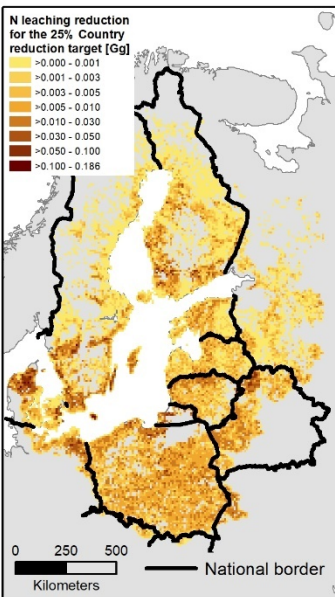 N leaching reduction
for the 25% Country
reduction target [Gg]
>0.000 - 0.001
>0.001 - 0.003
>0.003 - 0.005
>0.005 - 0.010
>0.010 - 0.030
>0.030 - 0.050
>0.050 - 0.100
>0.100 - 0.186
0 250 500
Kilometers
National border